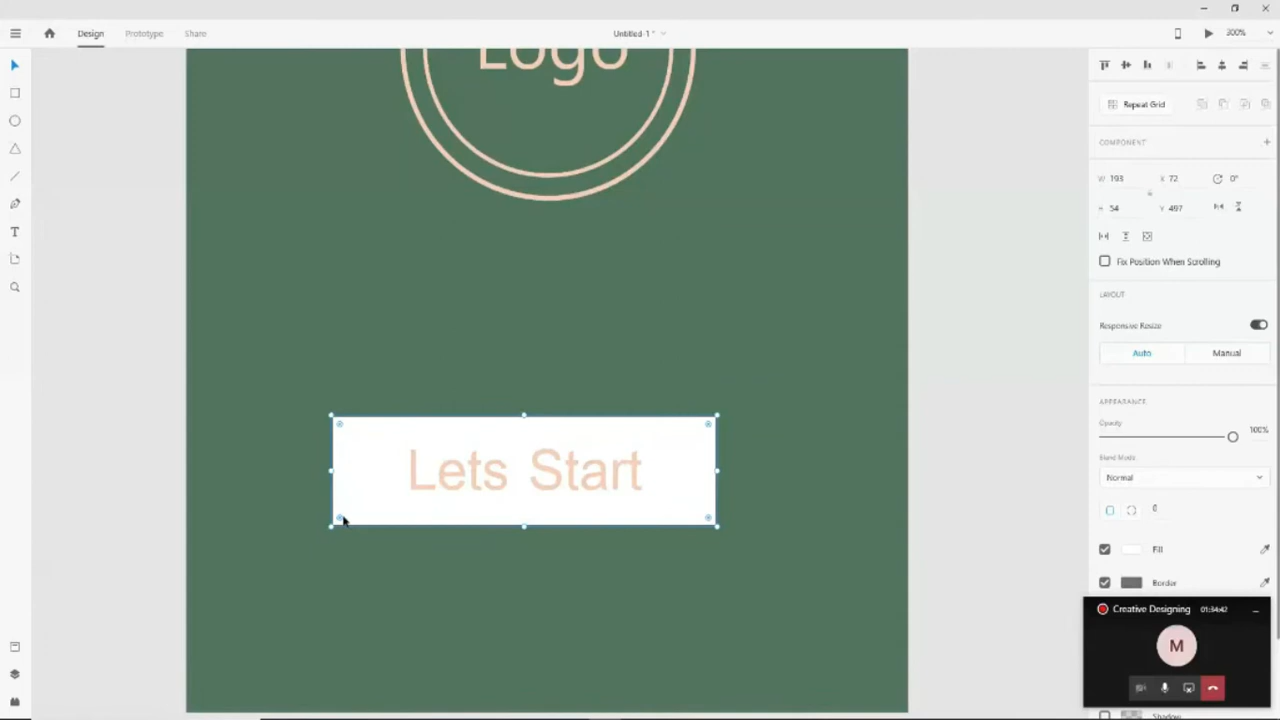 Design Prototype Share Untitled-1 * 300%
Logo
Repeat Grid
COMPONENT
W 193 X 72 0°
H 54 Y 497
Fix Position When Scrolling
LAYOUT
Responsive Resize
Auto Manual
APPEARANCE
Opacity
100%
Blend Mode
Normal
Lets Start
0
Fill
Border
Creative Designing 01:34:42
M
Shadow